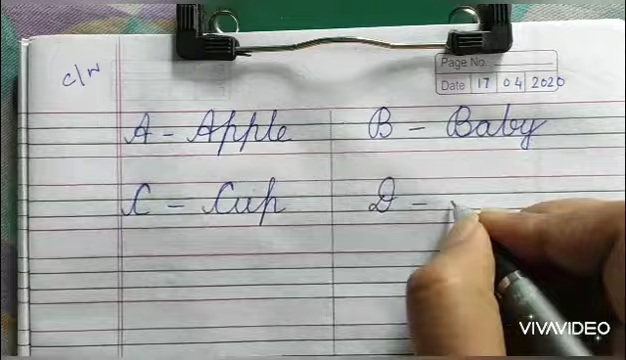 c/w
Page No.
Date 17 04 2020
A - Apple B - Baby
C - Cup D -
VIVAVIDEO